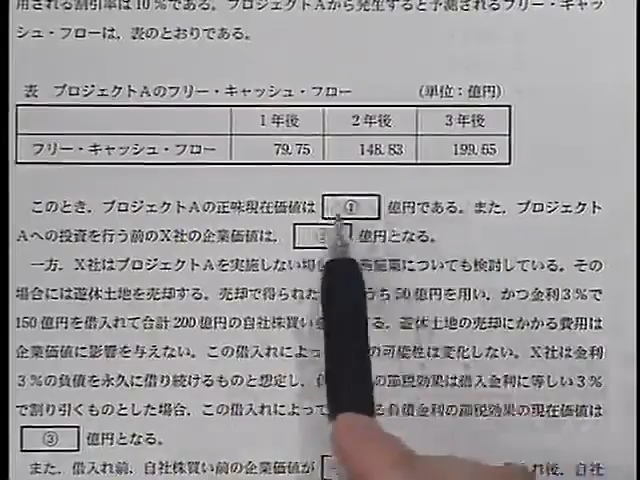 用される割引率は10％である。プロジェクトAから発生すると予測されるフリー・キャッ
シュ・フローは、表のとおりである。
表 プロジェクトAのフリー・キャッシュ・フロー (単位：億円)
1年後 2年後 3年後
フリー・キャッシュ・フロー 79.75 148.83 199.65
このとき、プロジェクトAの正味現在価値は ① 億円である。また、プロジェクト
Aへの投資を行う前のX社の企業価値は、 億円となる。
一方、X社はプロジェクトAを実施しない についても検討している。その
場合には遊休土地を売却する。売却で得られた うち50億円を用い、かつ金利3％で
150億円を借入れて合計200億円の自社株買い する。遊休土地の売却にかかる費用は
企業価値に影響を与えない。この借入れによっ の可能性は変化しない。X社は金利
3％の負債を永久に借り続けるものと想定し、 の節税効果は借入金利に等しい3％
で割り引くものとした場合、この借入れによって 負債金利の節税効果の現在価値は
③ 億円となる。
また、借入れ前、自社株買い前の企業価値が れ後、自社